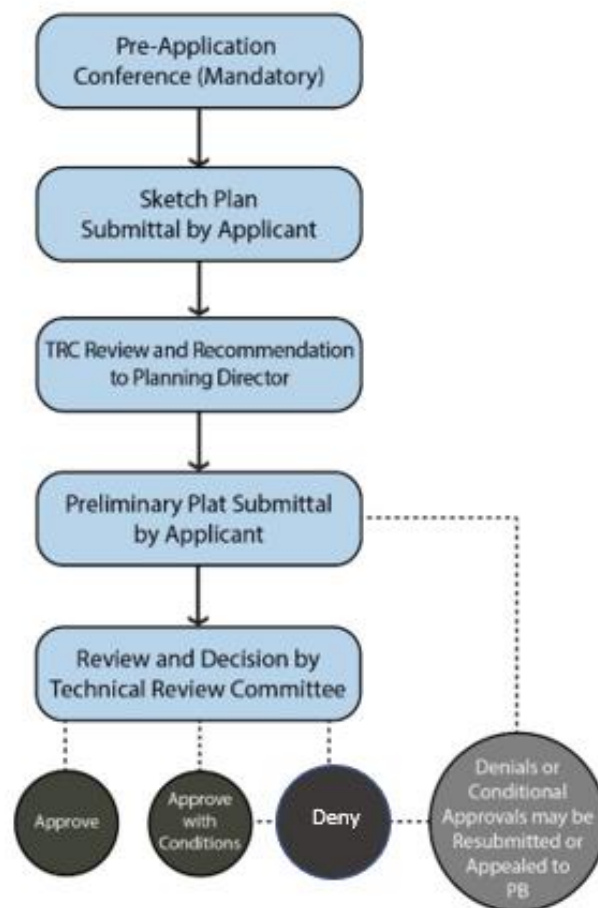 Pre-Application
Conference (Mandatory)
Sketch Plan
Submittal by Applicant
TRC Review and Recommendation
to Planning Director
Preliminary Plat Submittal
by Applicant
Review and Decision by
Technical Review Committee
Approve
Approve
with
Conditions
Deny
Denials or
Conditional
Approvals may be
Resubmitted or
Appealed to
PB